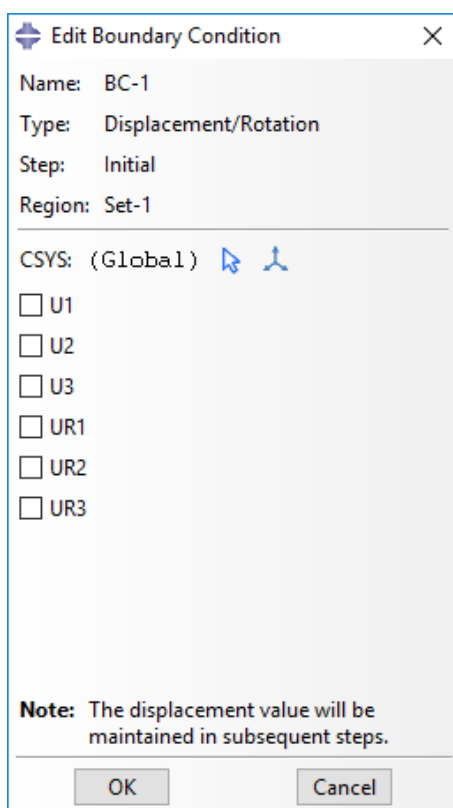 Edit Boundary Condition
Name: BC-1
Type: Displacement/Rotation
Step: Initial
Region: Set-1
CSYS: (Global)
U1
U2
U3
UR1
UR2
UR3
Note: The displacement value will be
maintained in subsequent steps.
OK Cancel